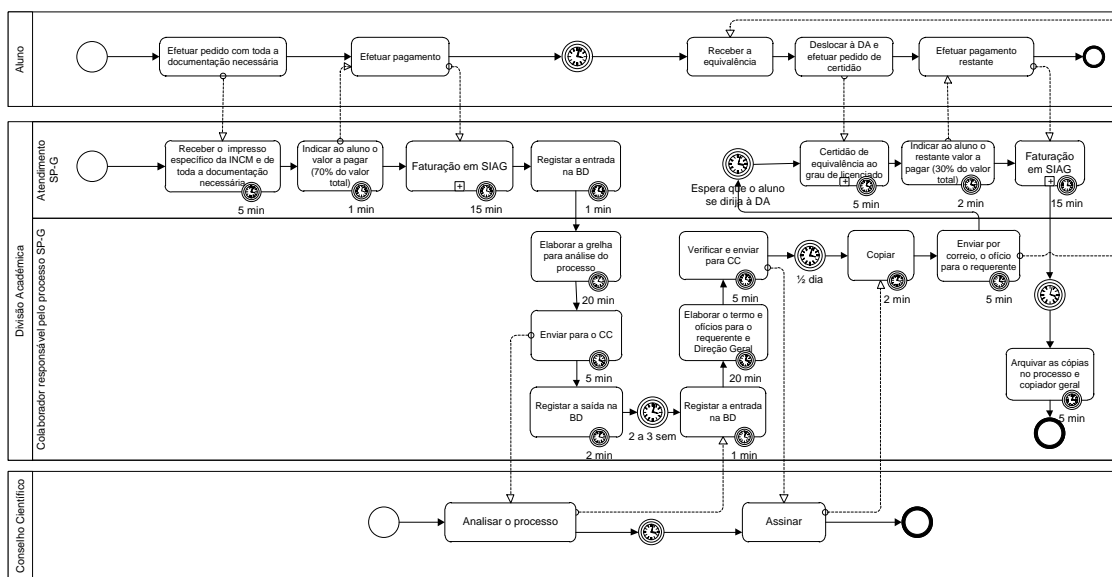 Aluno
Efetuar pedido com toda a
documentação necessária
Efetuar pagamento
Receber a
equivalência
Deslocar à DA e
efetuar pedido de
certidão
Efetuar pagamento
restante
Divisão Académica
Atendimento
SP-G
Receber o impresso
específico da INCM e de
toda a documentação
necessária
5 min
Indicar ao aluno o
valor a pagar
(70% do valor
total)
1 min
Faturação em SIAG
15 min
Registar a entrada
na BD
1 min
Espera que o aluno
se dirija à DA
Certidão de
equivalência ao
grau de licenciado
5 min
Indicar ao aluno o
restante valor a
pagar (30% do valor
total)
2 min
Faturação
em SIAG
15 min
Colaborador responsável pelo processo SP-G
Elaborar a grelha
para análise do
processo
20 min
Enviar para o CC
5 min
Registar a saída na
BD
2 min
2 a 3 sem
Registar a entrada
na BD
1 min
Elaborar o termo e
ofícios para o
requerente e
Direção Geral
20 min
Verificar e enviar
para CC
5 min
½ dia
Copiar
2 min
Enviar por
correio, o ofício
para o requerente
5 min
Arquivar as cópias
no processo e
copiador geral
5 min
Conselho Científico
Analisar o processo
Assinar